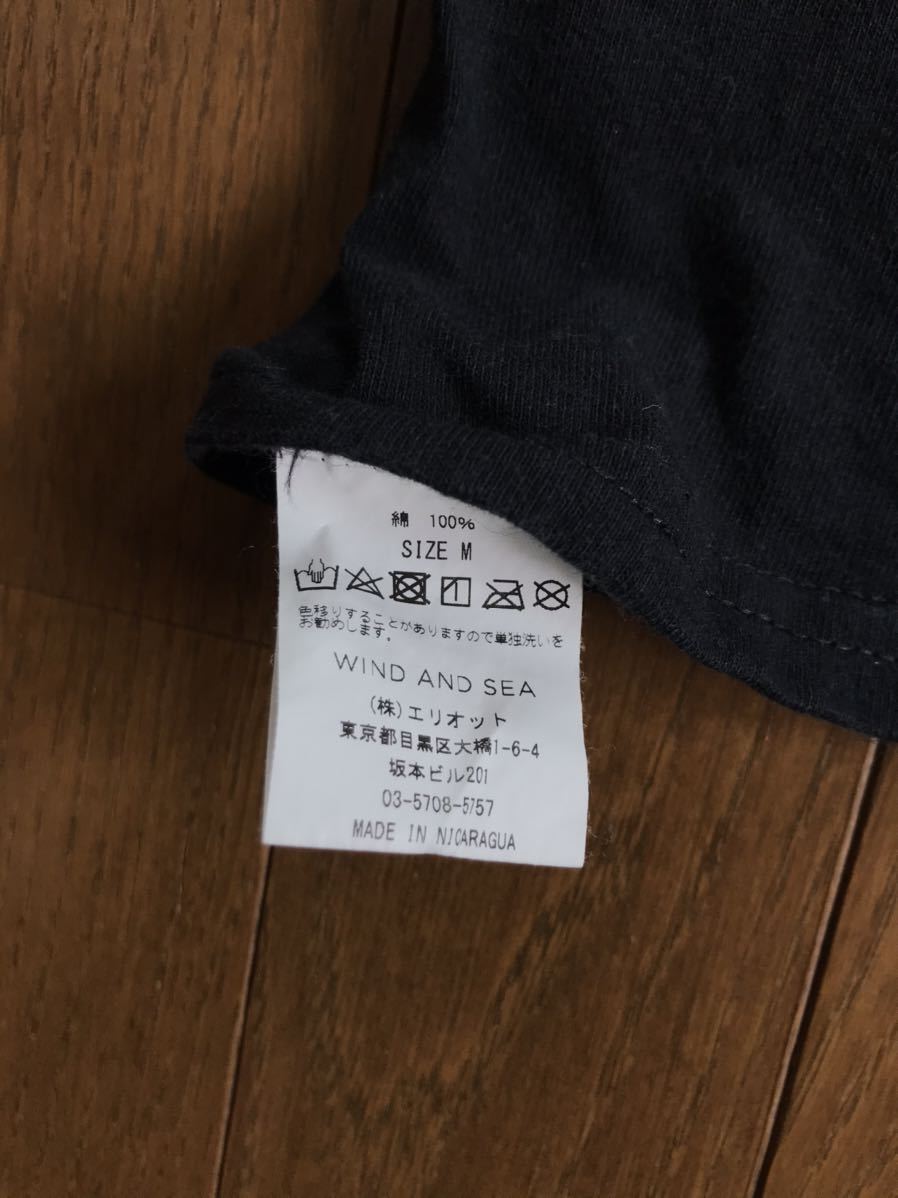 綿 100%
SIZE M
色移りすることがありますので単独洗いを
お勧めします。
WIND AND SEA
(株)エリオット
東京都目黒区大橋1-6-4
坂本ビル201
03-5708-5757
MADE IN NICARAGUA